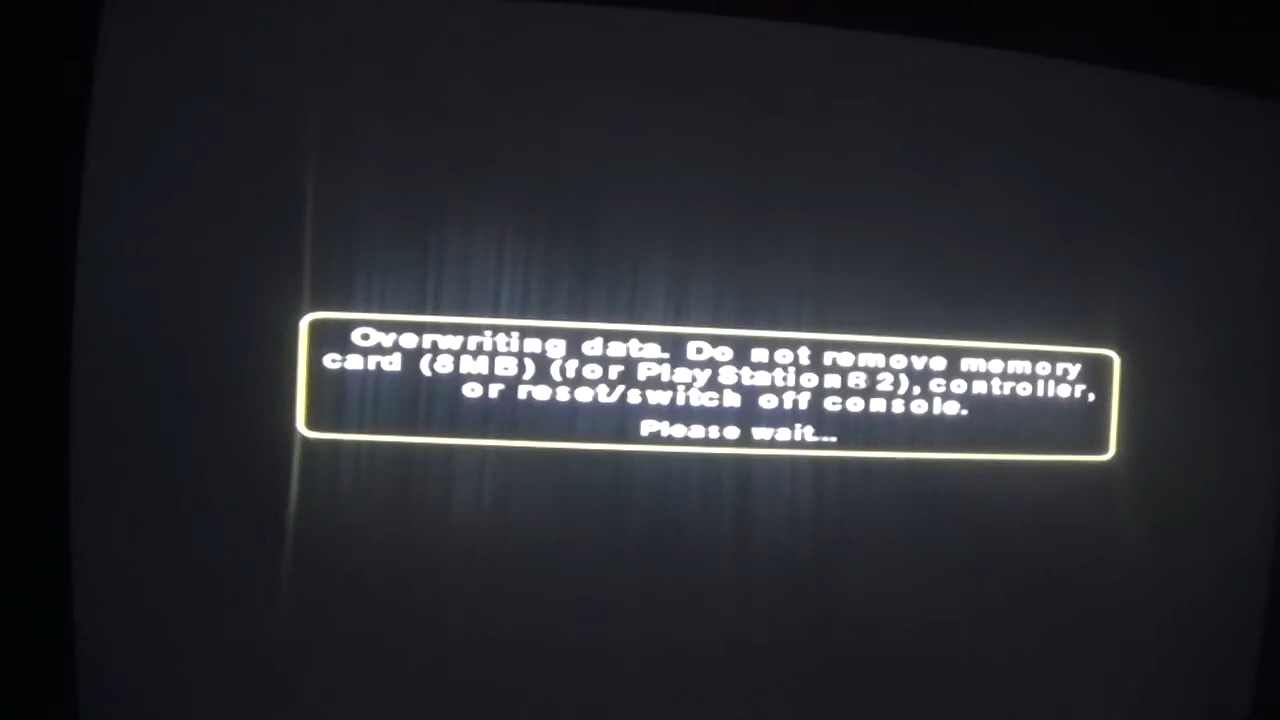 Overwriting data. Do not remove memory
card (8MB) (for PlayStation®2), controller,
or reset/switch off console.
Please wait...